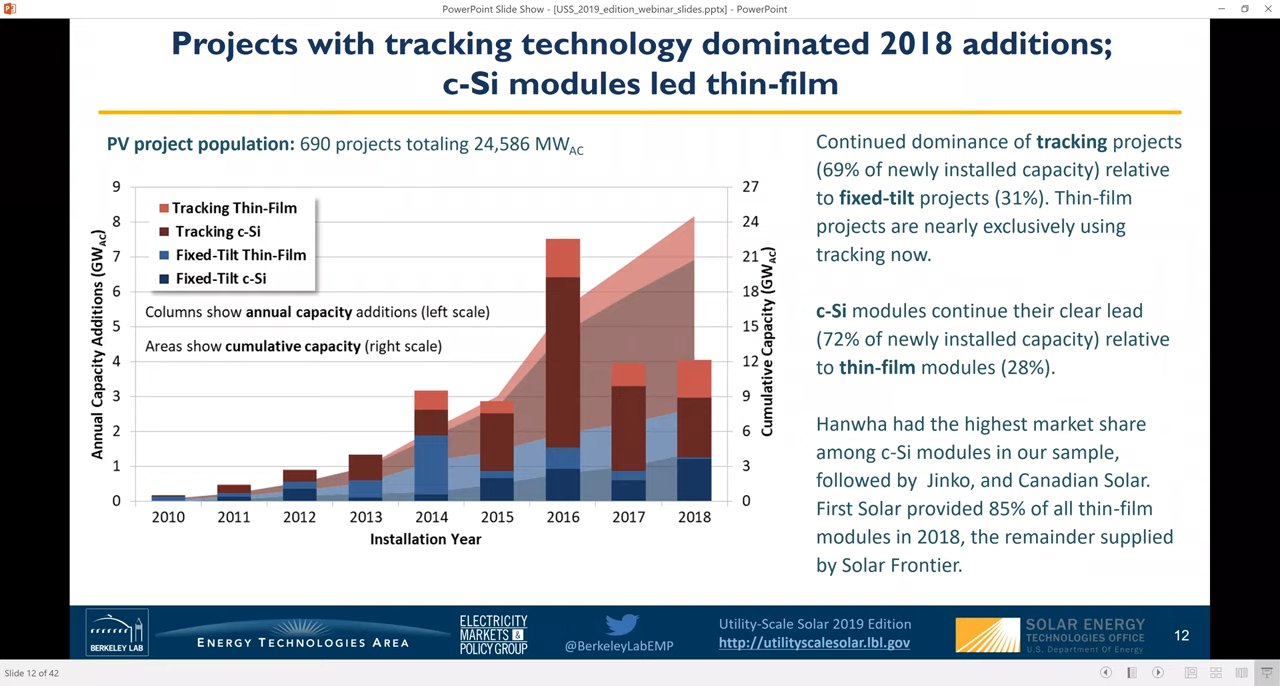 PowerPoint Slide Show - [USS_2019_edition_webinar_slides.pptx] - PowerPoint
Projects with tracking technology dominated 2018 additions;
c-Si modules led thin-film
PV project population: 690 projects totaling 24,586 MWAC
9
8
7
6
5
4
3
2
1
0
Annual Capacity Additions (GWAC)
Tracking Thin-Film
Tracking c-Si
Fixed-Tilt Thin-Film
Fixed-Tilt c-Si
Columns show annual capacity additions (left scale)
Areas show cumulative capacity (right scale)
27
24
21
18
15
12
9
6
3
0
Cumulative Capacity (GWAC)
2010 2011 2012 2013 2014 2015 2016 2017 2018
Installation Year
Continued dominance of tracking projects
(69% of newly installed capacity) relative
to fixed-tilt projects (31%). Thin-film
projects are nearly exclusively using
tracking now.
c-Si modules continue their clear lead
(72% of newly installed capacity) relative
to thin-film modules (28%).
Hanwha had the highest market share
among c-Si modules in our sample,
followed by Jinko, and Canadian Solar.
First Solar provided 85% of all thin-film
modules in 2018, the remainder supplied
by Solar Frontier.
BERKELEY LAB
ENERGY TECHNOLOGIES AREA
ELECTRICITY
MARKETS &
POLICY GROUP
@BerkeleyLabEMP
Utility-Scale Solar 2019 Edition
http://utilityscalesolar.lbl.gov
SOLAR ENERGY
TECHNOLOGIES OFFICE
U.S. Department Of Energy
12
Slide 12 of 42